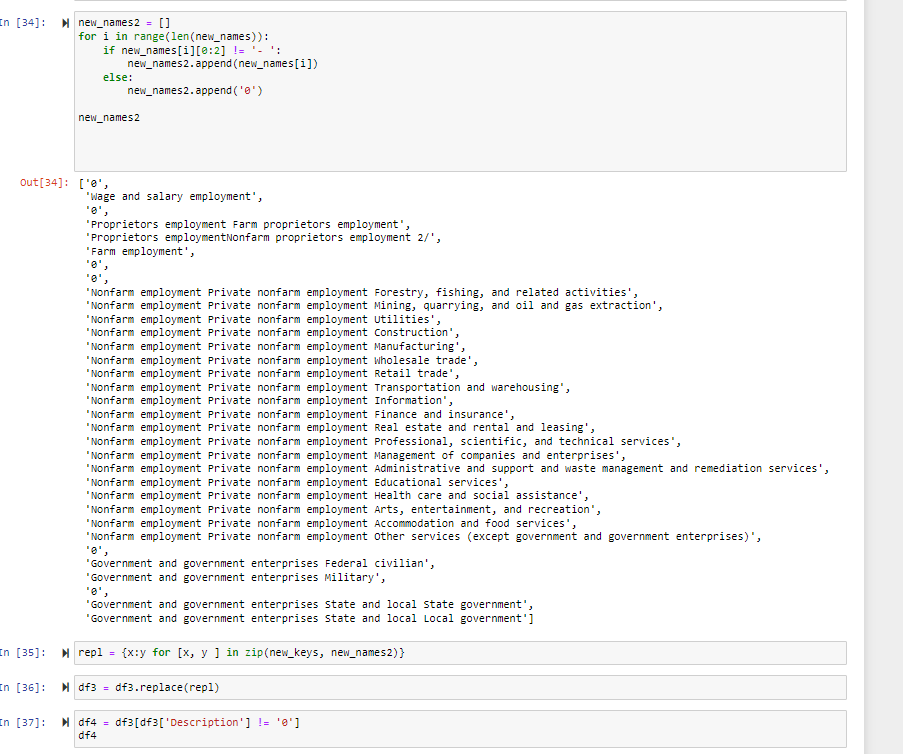 In [34]:
new_names2 = []
for i in range(len(new_names)):
    if new_names[i][0:2] != '- ':
        new_names2.append(new_names[i])
    else:
        new_names2.append('0')

new_names2
Out[34]: ['0',
 'Wage and salary employment',
 '0',
 'Proprietors employment Farm proprietors employment',
 'Proprietors employmentNonfarm proprietors employment 2/',
 'Farm employment',
 '0',
 '0',
 'Nonfarm employment Private nonfarm employment Forestry, fishing, and related activities',
 'Nonfarm employment Private nonfarm employment Mining, quarrying, and oil and gas extraction',
 'Nonfarm employment Private nonfarm employment Utilities',
 'Nonfarm employment Private nonfarm employment Construction',
 'Nonfarm employment Private nonfarm employment Manufacturing',
 'Nonfarm employment Private nonfarm employment Wholesale trade',
 'Nonfarm employment Private nonfarm employment Retail trade',
 'Nonfarm employment Private nonfarm employment Transportation and warehousing',
 'Nonfarm employment Private nonfarm employment Information',
 'Nonfarm employment Private nonfarm employment Finance and insurance',
 'Nonfarm employment Private nonfarm employment Real estate and rental and leasing',
 'Nonfarm employment Private nonfarm employment Professional, scientific, and technical services',
 'Nonfarm employment Private nonfarm employment Management of companies and enterprises',
 'Nonfarm employment Private nonfarm employment Administrative and support and waste management and remediation services',
 'Nonfarm employment Private nonfarm employment Educational services',
 'Nonfarm employment Private nonfarm employment Health care and social assistance',
 'Nonfarm employment Private nonfarm employment Arts, entertainment, and recreation',
 'Nonfarm employment Private nonfarm employment Accommodation and food services',
 'Nonfarm employment Private nonfarm employment Other services (except government and government enterprises)',
 '0',
 'Government and government enterprises Federal civilian',
 'Government and government enterprises Military',
 '0',
 'Government and government enterprises State and local State government',
 'Government and government enterprises State and local Local government']
In [35]: repl = {x:y for [x, y ] in zip(new_keys, new_names2)}
In [36]: df3 = df3.replace(repl)
In [37]: df4 = df3[df3['Description'] != '0']
df4